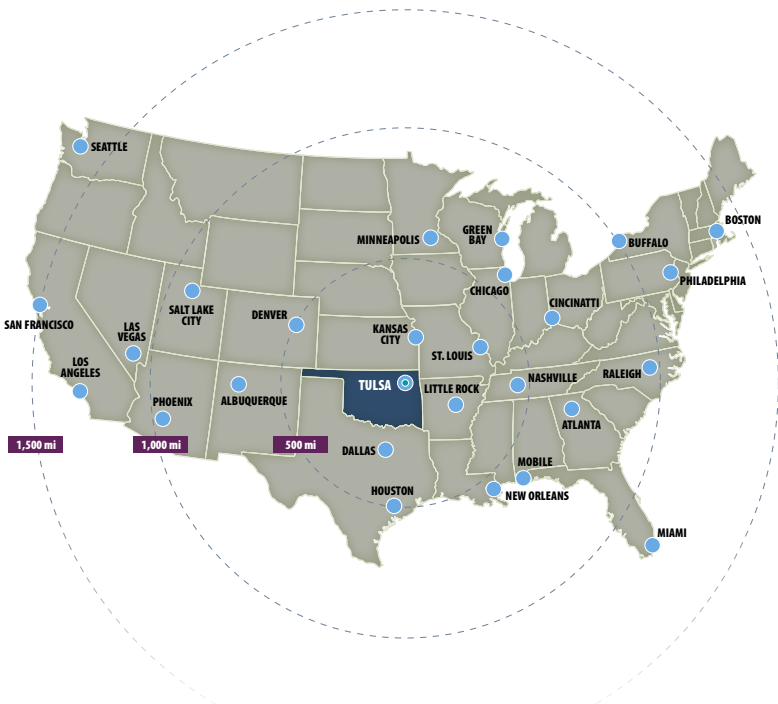 SEATTLE
BOSTON
GREEN
BAY
MINNEAPOLIS
BUFFALO
PHILADELPHIA
CHICAGO
CINCINATTI
SALT LAKE
CITY
DENVER
SAN FRANCISCO
LAS
VEGAS
KANSAS
CITY
ST. LOUIS
LOS
ANGELES
RALEIGH
NASHVILLE
TULSA
LITTLE ROCK
PHOENIX
ALBUQUERQUE
ATLANTA
1,500 mi
1,000 mi
500 mi
DALLAS
MOBILE
HOUSTON
NEW ORLEANS
MIAMI